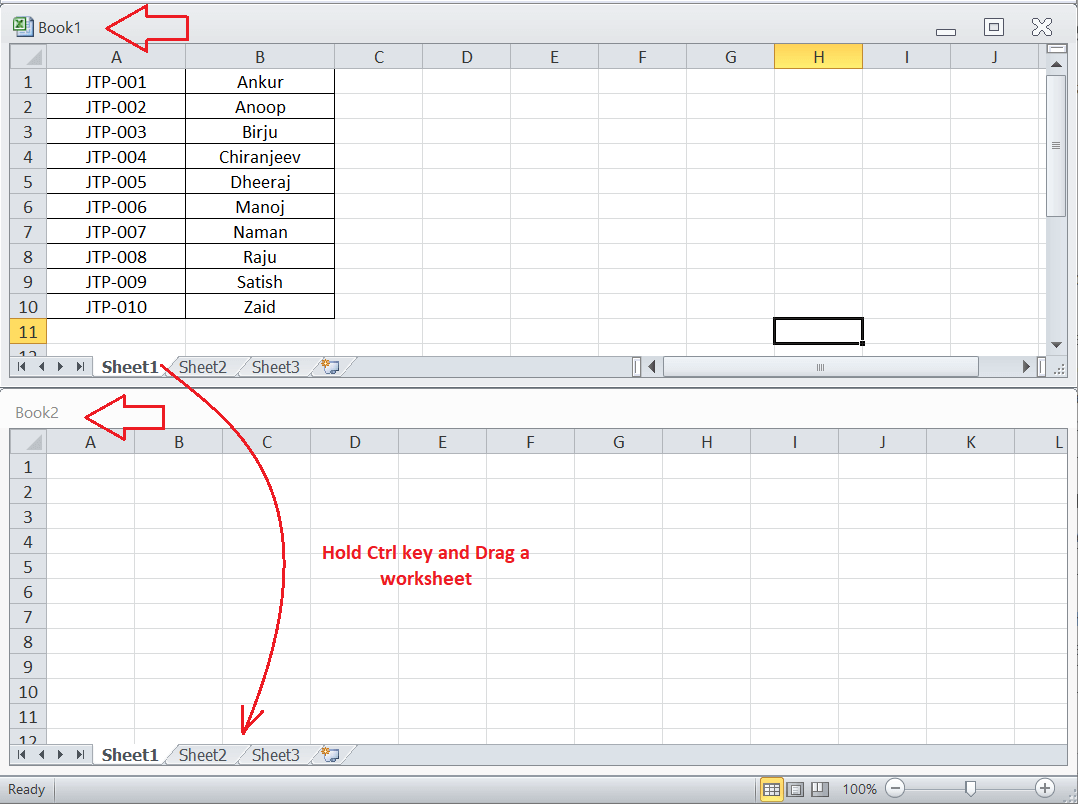 Book1
A B C D E F G H I J
1 JTP-001 Ankur
2 JTP-002 Anoop
3 JTP-003 Birju
4 JTP-004 Chiranjeev
5 JTP-005 Dheeraj
6 JTP-006 Manoj
7 JTP-007 Naman
8 JTP-008 Raju
9 JTP-009 Satish
10 JTP-010 Zaid
11
12
Sheet1 Sheet2 Sheet3
Book2
A B C D E F G H I J K L
1
2
3
4
Hold Ctrl key and Drag a
5
worksheet
6
7
8
9
10
11
12
Sheet1 Sheet2 Sheet3
Ready 100%